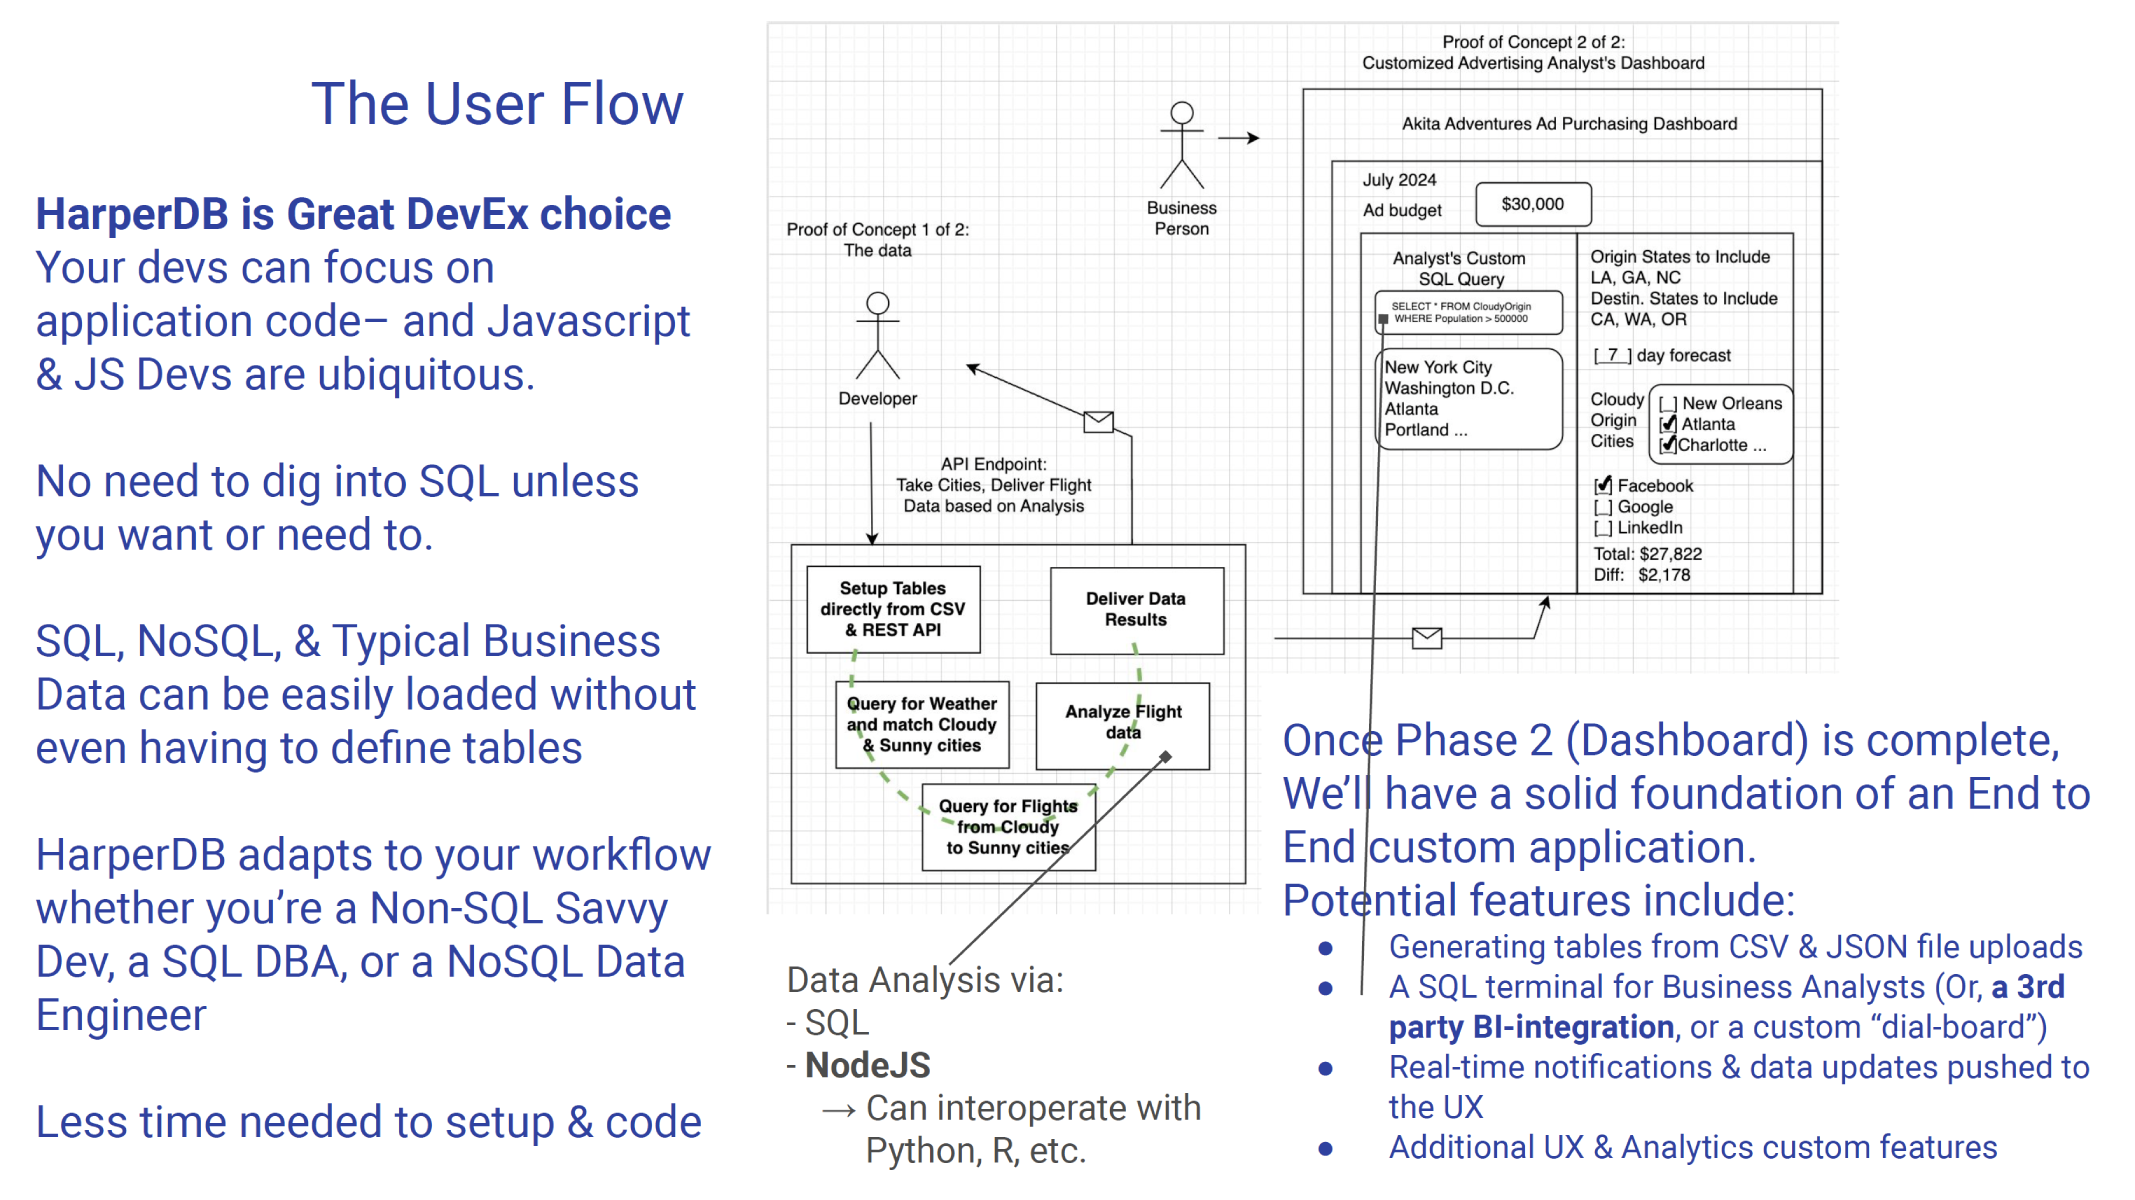 The User Flow
HarperDB is Great DevEx choice
Your devs can focus on
application code– and Javascript
& JS Devs are ubiquitous.
No need to dig into SQL unless
you want or need to.
SQL, NoSQL, & Typical Business
Data can be easily loaded without
even having to define tables
HarperDB adapts to your workflow
whether you’re a Non-SQL Savvy
Dev, a SQL DBA, or a NoSQL Data
Engineer
Less time needed to setup & code
Proof of Concept 1 of 2:
The data
Developer
API Endpoint:
Take Cities, Deliver Flight
Data based on Analysis
Setup Tables
directly from CSV
& REST API
Query for Weather
and match Cloudy
& Sunny cities
Query for Flights
from Cloudy
to Sunny cities
Analyze Flight
data
Deliver Data
Results
Data Analysis via:
- SQL
- NodeJS
→ Can interoperate with
Python, R, etc.
Business
Person
Proof of Concept 2 of 2:
Customized Advertising Analyst's Dashboard
Akita Adventures Ad Purchasing Dashboard
July 2024
Ad budget
$30,000
Analyst's Custom
SQL Query
SELECT * FROM CloudyOrigin
WHERE Population > 500000
New York City
Washington D.C.
Atlanta
Portland ...
Origin States to Include
LA, GA, NC
Destin. States to Include
CA, WA, OR
[_7_] day forecast
Cloudy
Origin
Cities
[_] New Orleans
[✓] Atlanta
[✓]Charlotte ...
[✓] Facebook
[_] Google
[_] LinkedIn
Total: $27,822
Diff: $2,178
Once Phase 2 (Dashboard) is complete,
We’ll have a solid foundation of an End to
End custom application.
Potential features include:
● Generating tables from CSV & JSON file uploads
● A SQL terminal for Business Analysts (Or, a 3rd
party BI-integration, or a custom “dial-board”)
● Real-time notifications & data updates pushed to
the UX
● Additional UX & Analytics custom features